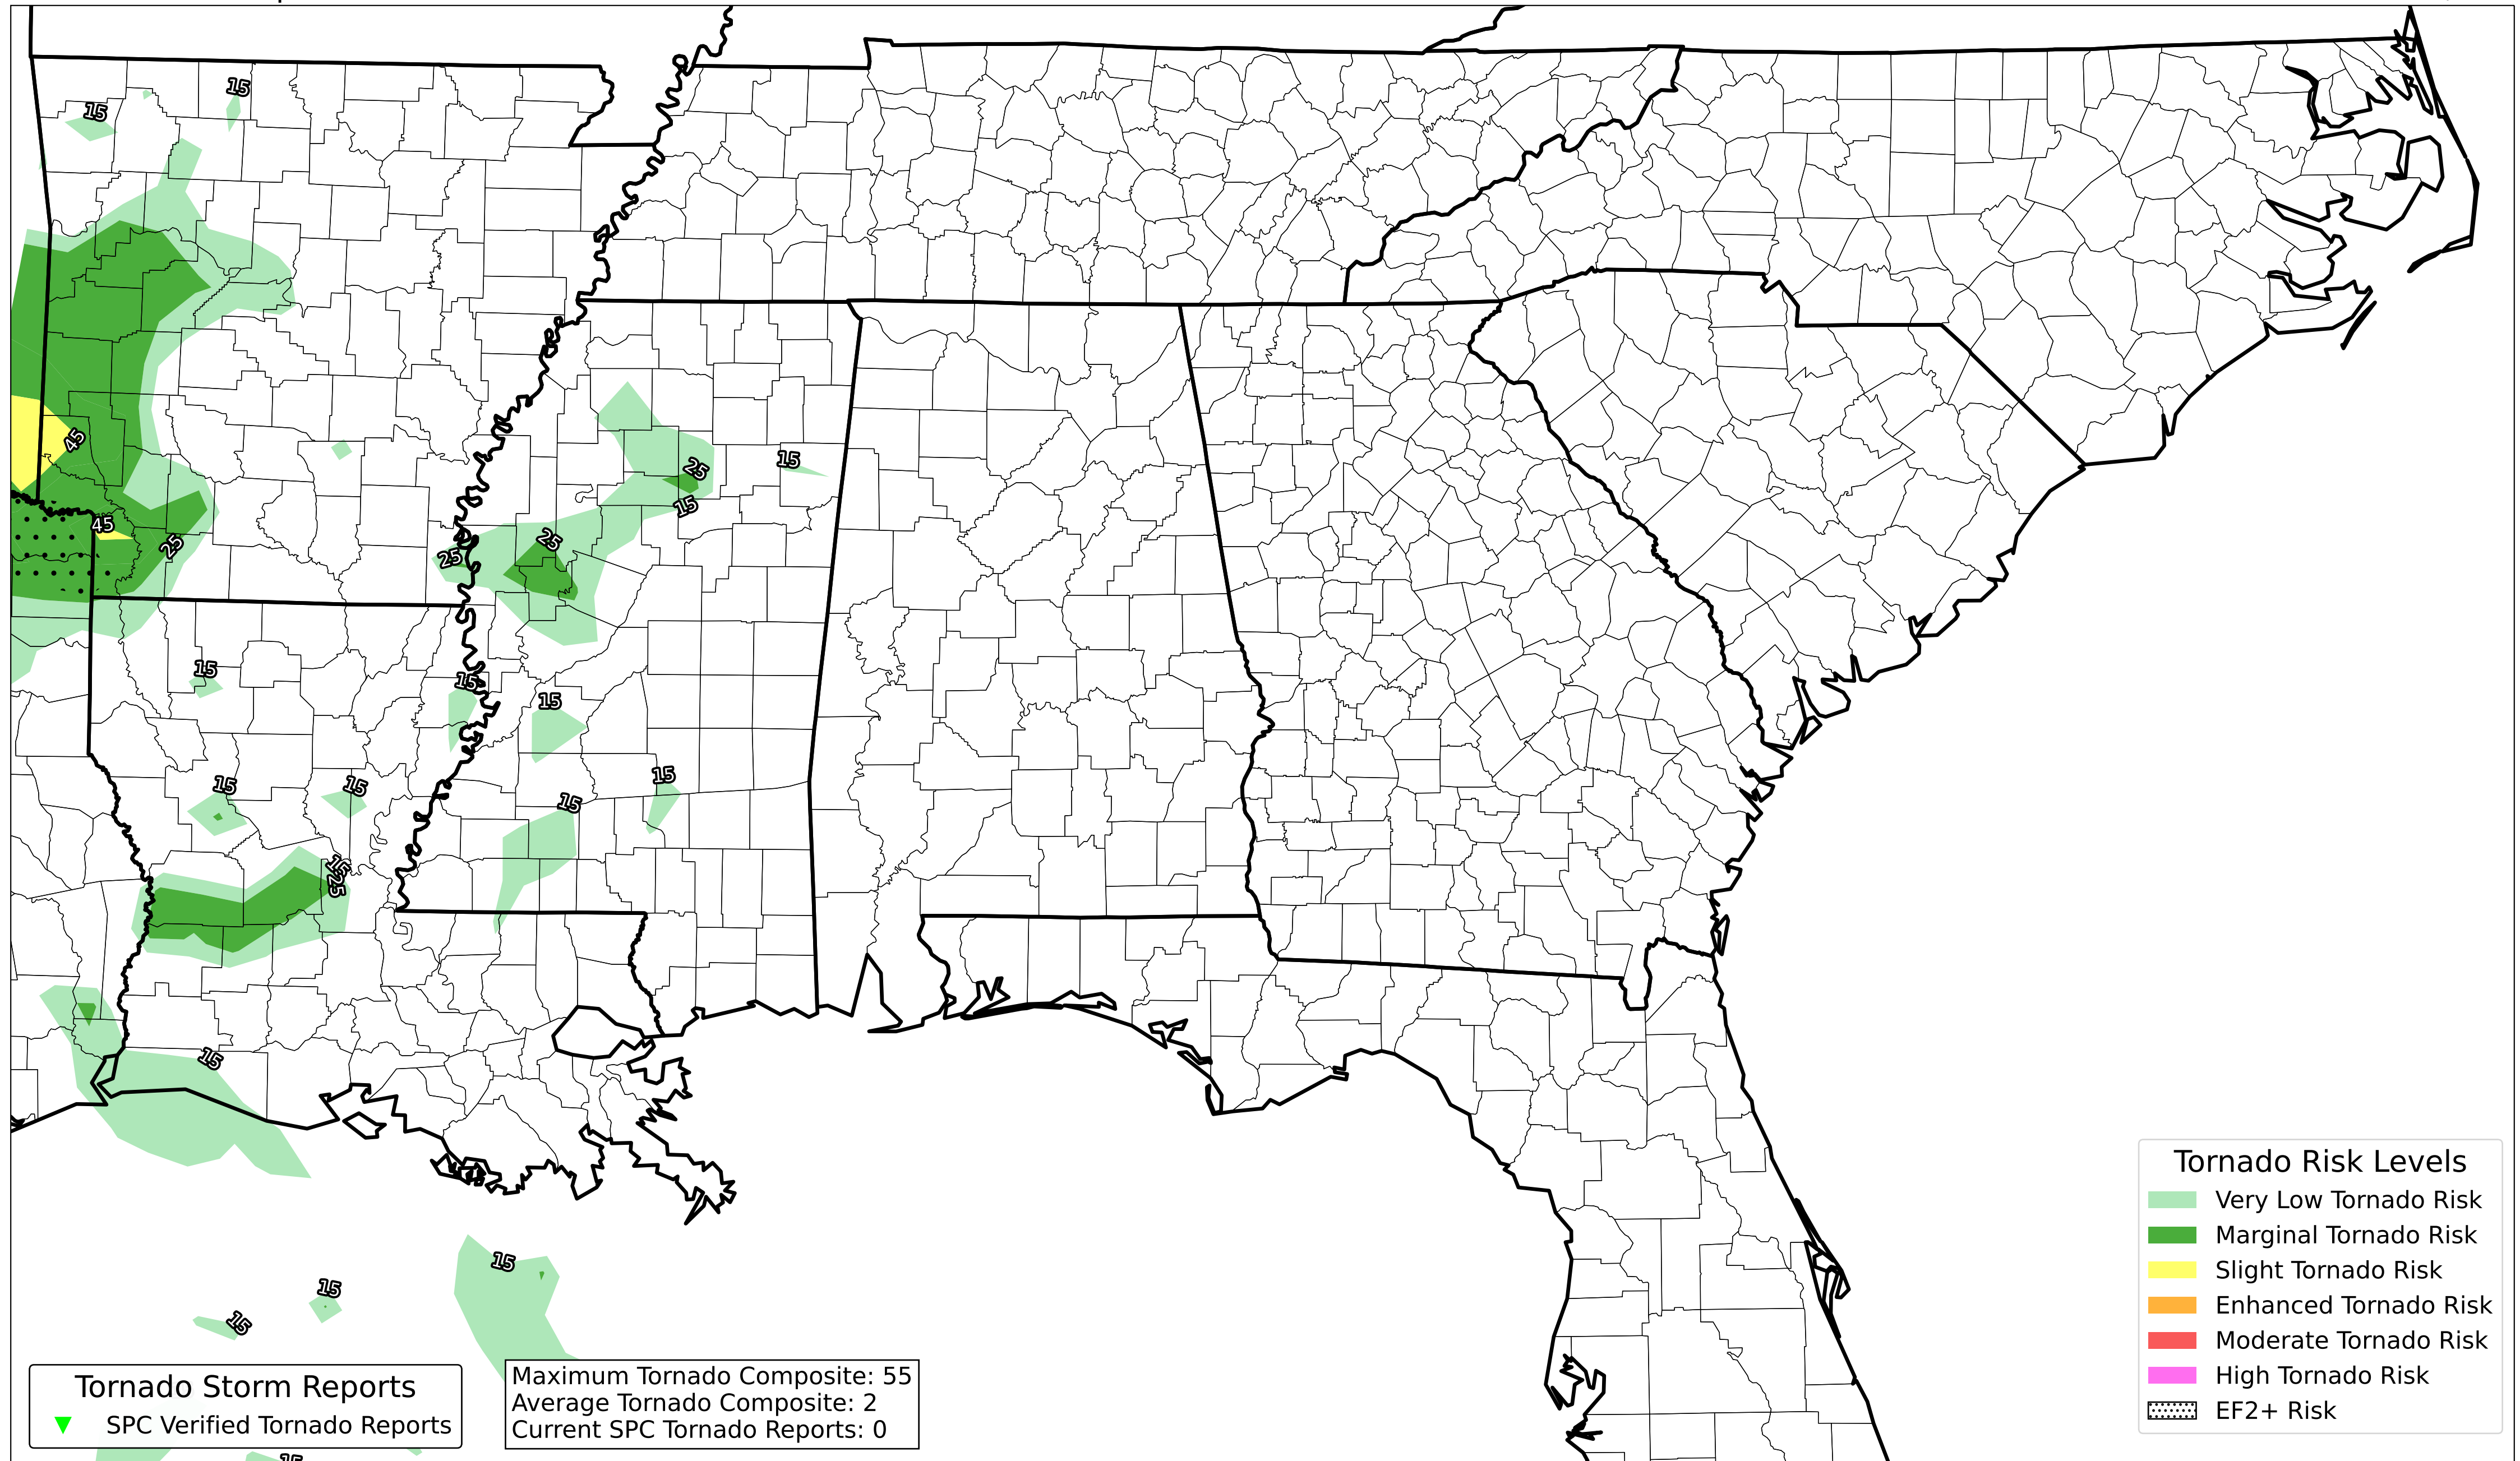 15
15
45
45
25
25
15
15
25
25
15
15
15
15
15
15
15
15
25
15
15
15
15
15
Tornado Risk Levels
Very Low Tornado Risk
Marginal Tornado Risk
Slight Tornado Risk
Enhanced Tornado Risk
Moderate Tornado Risk
High Tornado Risk
EF2+ Risk
Tornado Storm Reports
SPC Verified Tornado Reports
Maximum Tornado Composite: 55
Average Tornado Composite: 2
Current SPC Tornado Reports: 0